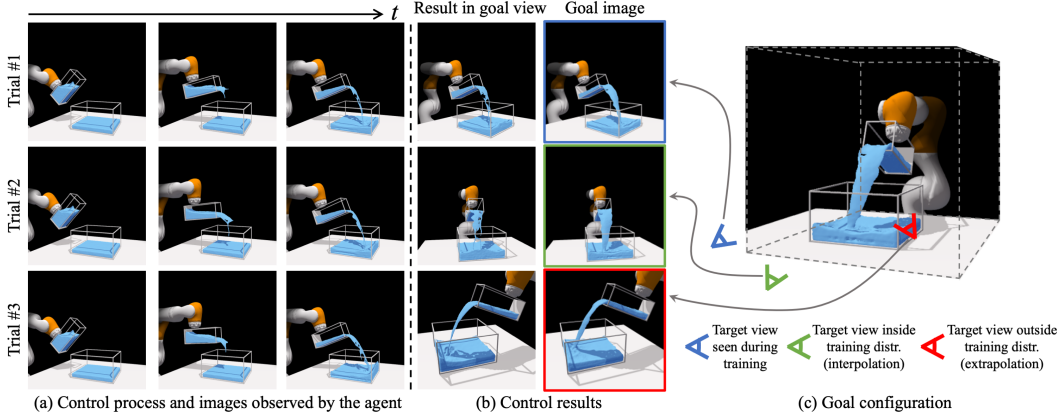 t
Result in goal view
Goal image
Trial #1
Trial #2
Trial #3
Target view
seen during
training
Target view inside
training distr.
(interpolation)
Target view outside
training distr.
(extrapolation)
(a) Control process and images observed by the agent
(b) Control results
(c) Goal configuration